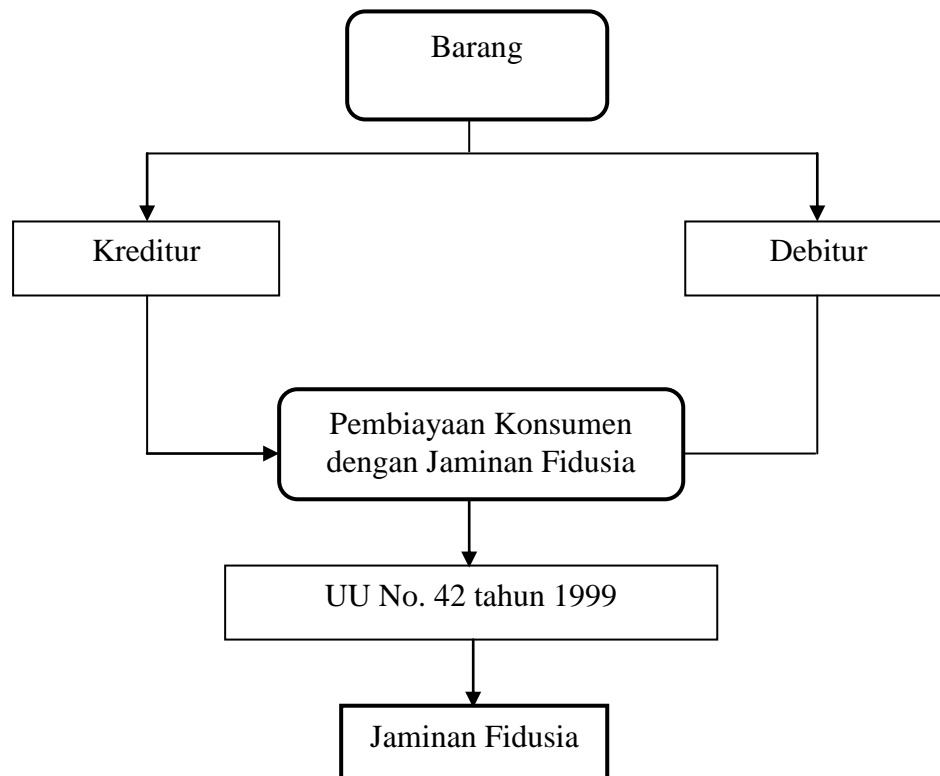 Barang
Kreditur
Debitur
Pembiayaan Konsumen
dengan Jaminan Fidusia
UU No. 42 tahun 1999
Jaminan Fidusia